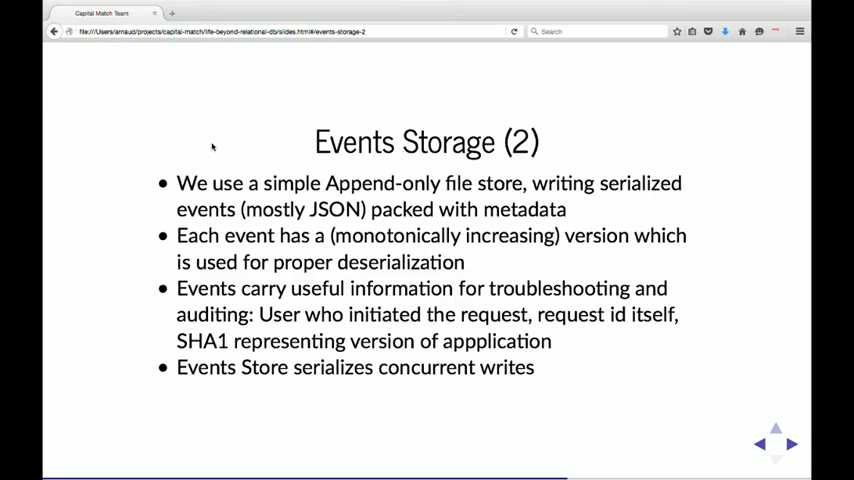 Capital Match Team
file:///Users/arnaud/projects/capital-match/life-beyond-relational-db/slides.html#/events-storage-2
Search
Events Storage (2)
• We use a simple Append-only file store, writing serialized
events (mostly JSON) packed with metadata
• Each event has a (monotonically increasing) version which
is used for proper deserialization
• Events carry useful information for troubleshooting and
auditing: User who initiated the request, request id itself,
SHA1 representing version of appplication
• Events Store serializes concurrent writes